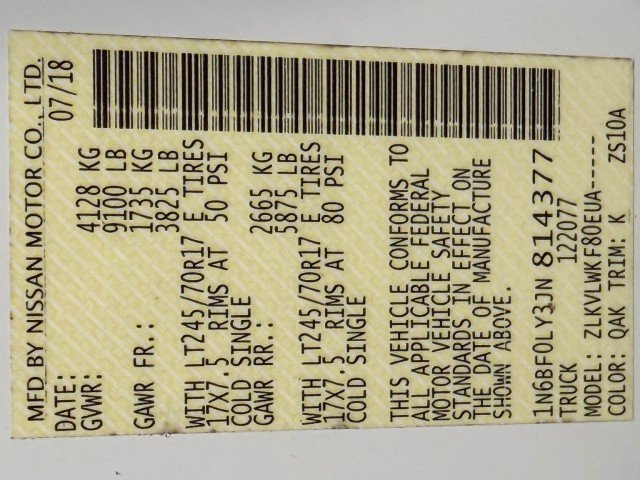 MFD BY NISSAN MOTOR CO., LTD.
DATE: 07/18
GVWR: 4128 KG
9100 LB
GAWR FR.: 1735 KG
3825 LB
WITH LT245/70R17 E TIRES
17X7.5 RIMS AT 50 PSI
COLD SINGLE
GAWR RR.: 2665 KG
5875 LB
WITH LT245/70R17 E TIRES
17X7.5 RIMS AT 80 PSI
COLD SINGLE
THIS VEHICLE CONFORMS TO
ALL APPLICABLE FEDERAL
MOTOR VEHICLE SAFETY
STANDARDS IN EFFECT ON
THE DATE OF MANUFACTURE
SHOWN ABOVE.
1N6BF0LY3JN 814377
TRUCK 122077
MODEL: ZLKVLWKF80EUA-----
COLOR: QAK TRIM: K ZS10A